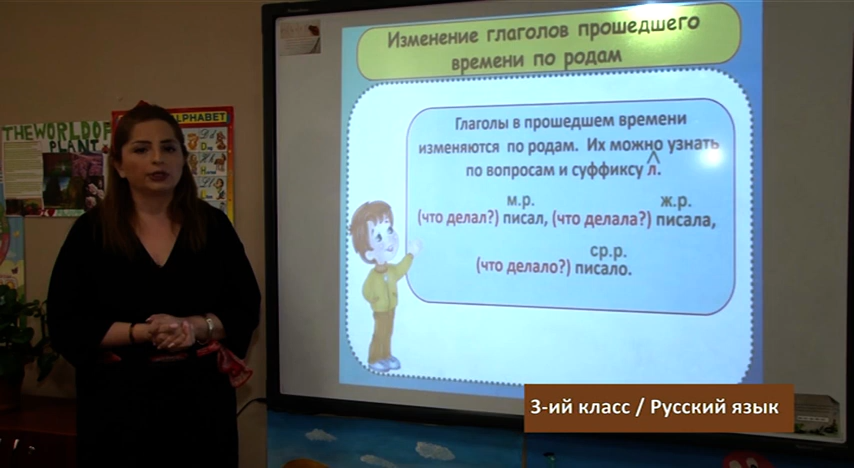 Изменение глаголов прошедшего
времени по родам
Глаголы в прошедшем времени
изменяются по родам. Их можно узнать
по вопросам и суффиксу л.
м.р. ж.р.
(что делал?) писал, (что делала?) писала,
ср.р.
(что делало?) писало.
THE WORLD OF
PLANT
ALPHABET
3-ий класс / Русский язык